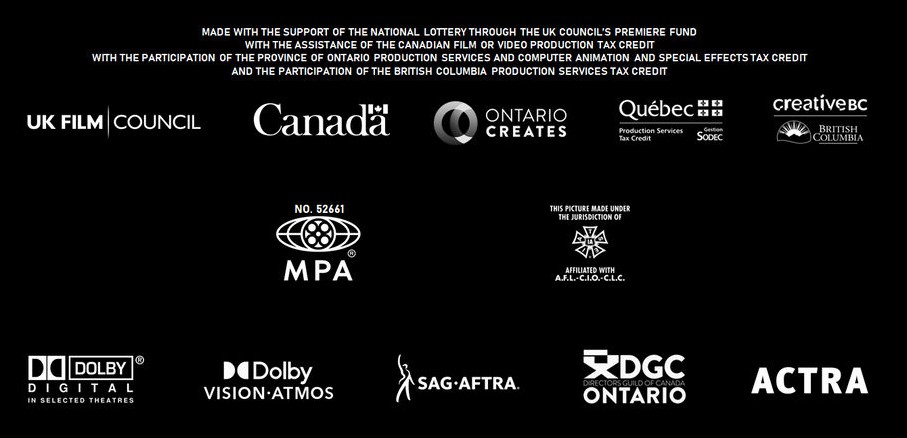 MADE WITH THE SUPPORT OF THE NATIONAL LOTTERY THROUGH THE UK COUNCIL'S PREMIERE FUND
WITH THE ASSISTANCE OF THE CANADIAN FILM OR VIDEO PRODUCTION TAX CREDIT
WITH THE PARTICIPATION OF THE PROVINCE OF ONTARIO PRODUCTION SERVICES AND COMPUTER ANIMATION AND SPECIAL EFFECTS TAX CREDIT
AND THE PARTICIPATION OF THE BRITISH COLUMBIA PRODUCTION SERVICES TAX CREDIT
UK FILM COUNCIL
Canada
ONTARIO
CREATES
Québec
Production Services
Tax Credit
Gestion
SODEC
creativeBC
BRITISH
COLUMBIA
NO. 52661
MPA®
THIS PICTURE MADE UNDER
THE JURISDICTION OF
IA
AFFILIATED WITH
A.F.L.-C.I.O.-C.L.C.
DOLBY®
DIGITAL
IN SELECTED THEATRES
Dolby
VISION·ATMOS
SAG·AFTRA®
DGC
DIRECTORS GUILD OF CANADA
ONTARIO
ACTRA